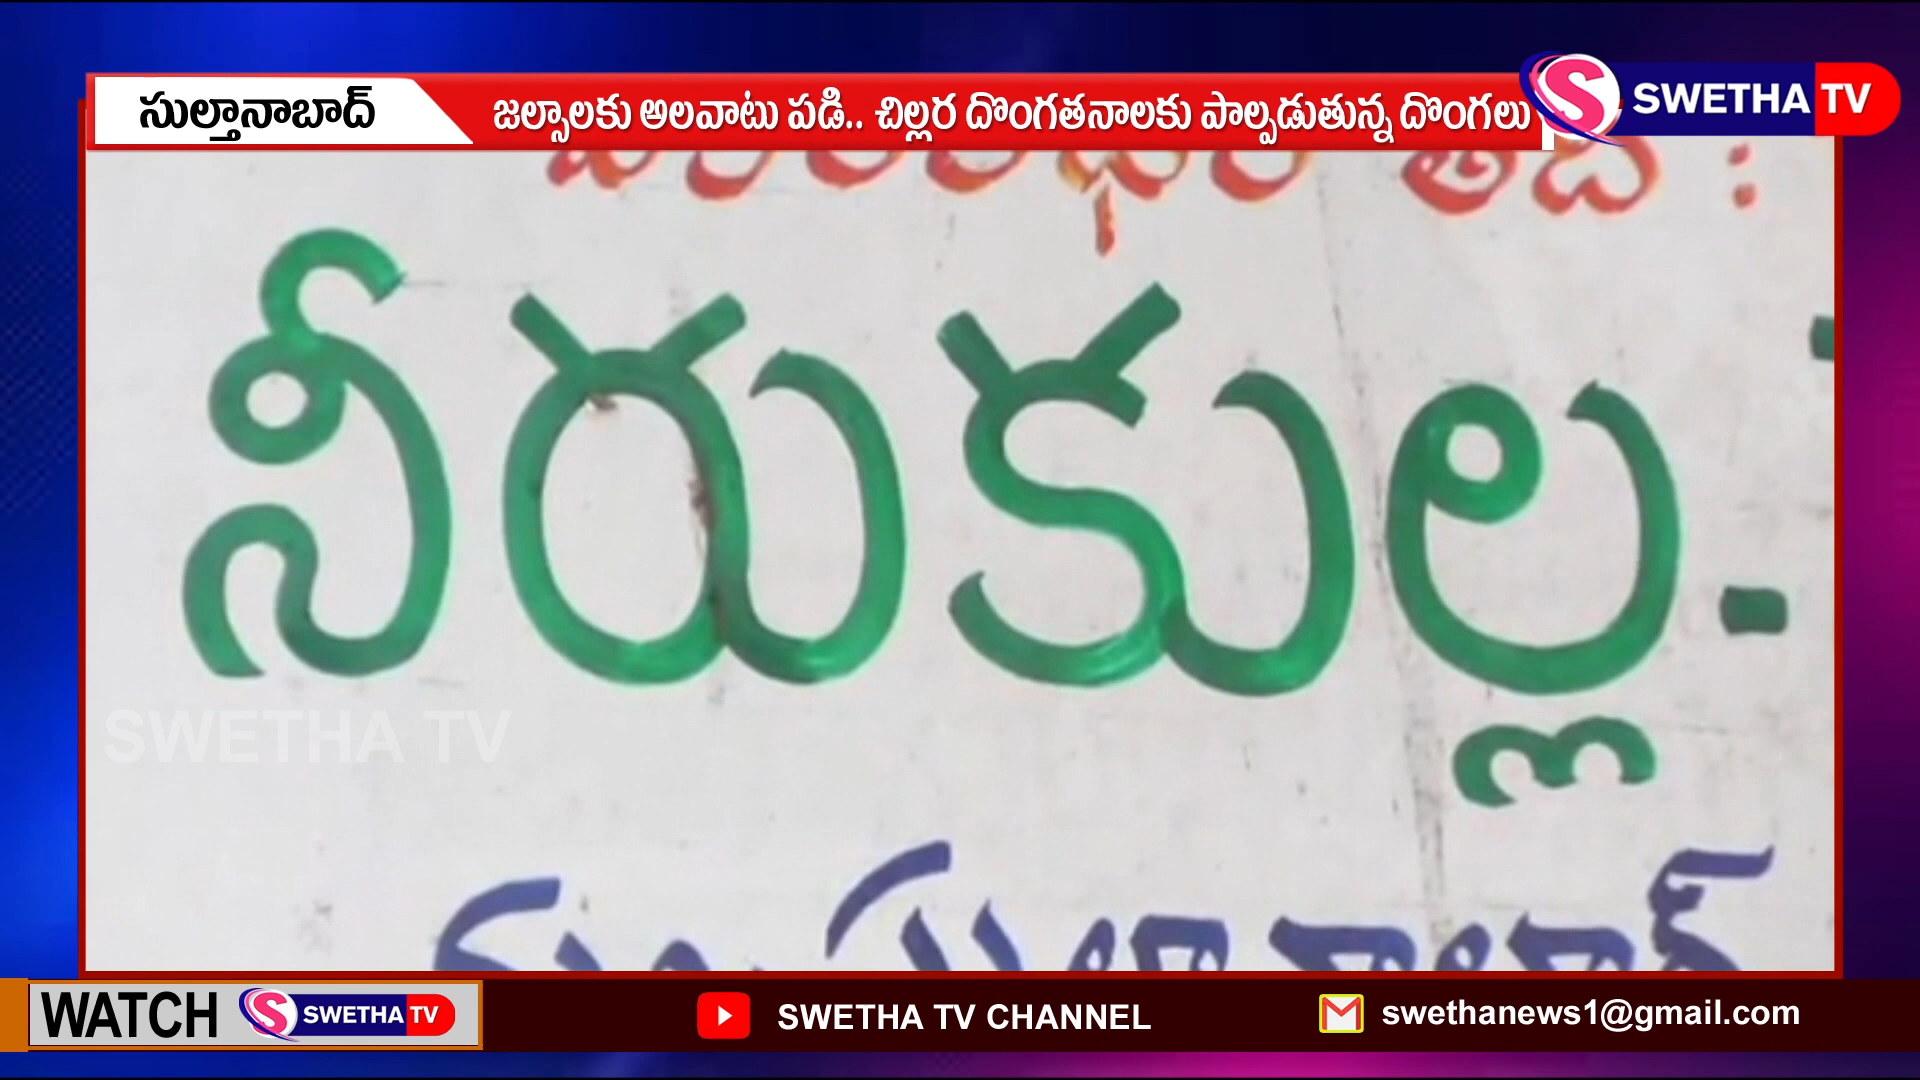 సుల్తానాబాద్ జల్సాలకు అలవాటు పడి.. చిల్లర దొంగతనాలకు పాల్పడుతున్న దొంగలు
SWETHA TV
తేది :
నీరుకుల్ల -
SWETHA TV
WATCH SWETHA TV SWETHA TV CHANNEL swethanews1@gmail.com